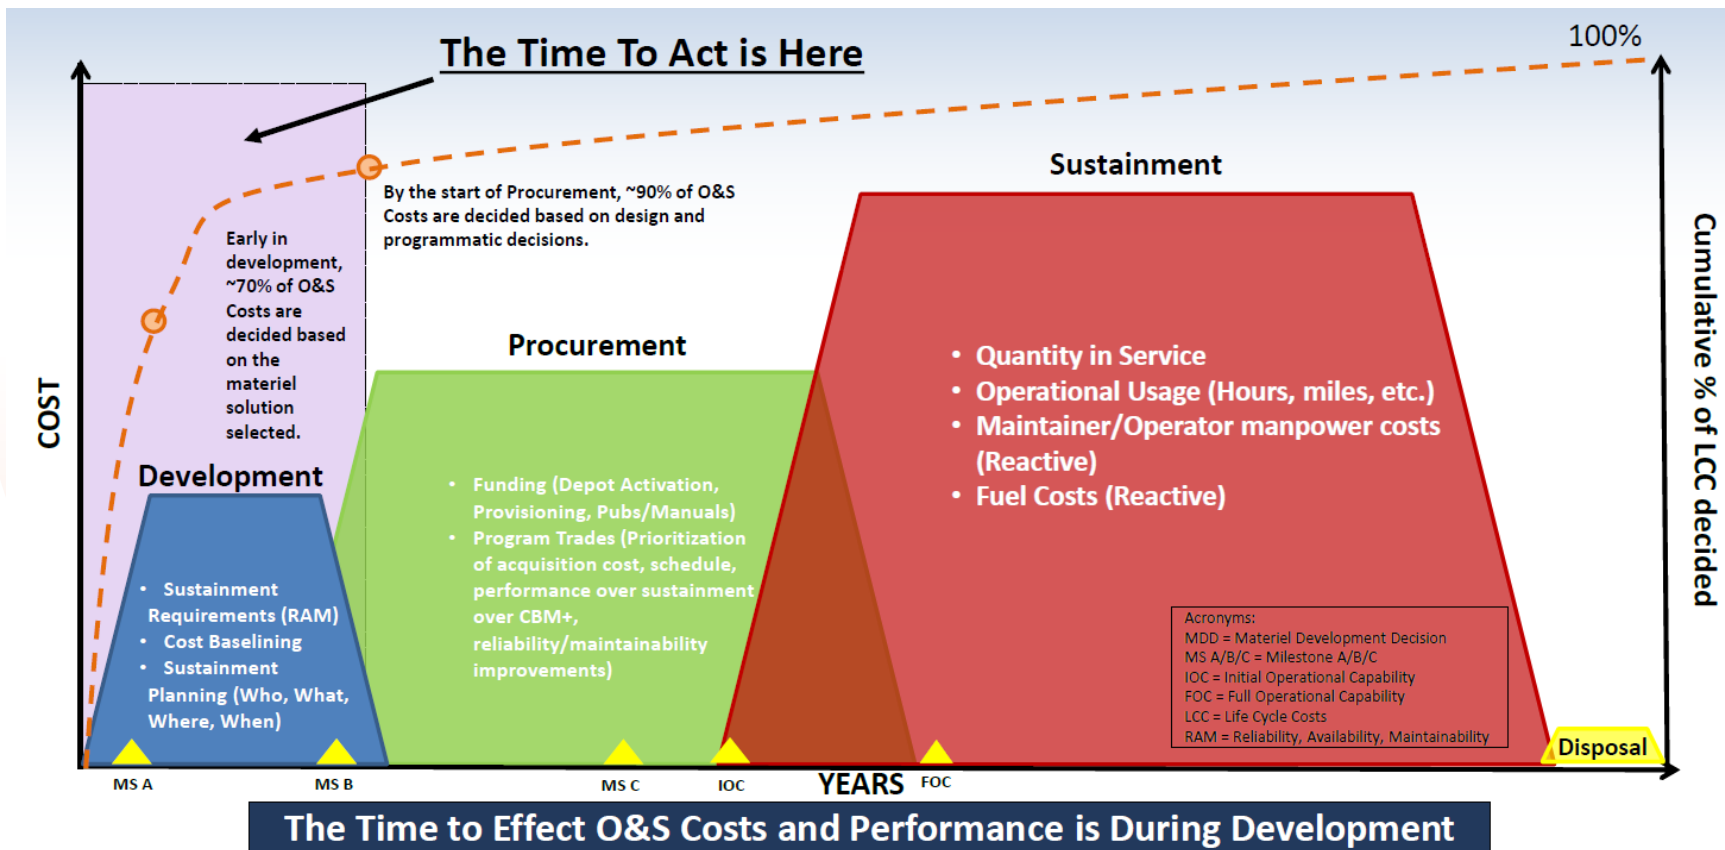 The Time To Act is Here
100%
Sustainment
By the start of Procurement, ~90% of O&S
Costs are decided based on design and
programmatic decisions.
Early in
development,
~70% of O&S
Costs are
decided based
on the
materiel
solution
selected.
Procurement
Development
COST
Cumulative % of LCC decided
• Quantity in Service
• Operational Usage (Hours, miles, etc.)
• Maintainer/Operator manpower costs
(Reactive)
• Fuel Costs (Reactive)
• Funding (Depot Activation,
Provisioning, Pubs/Manuals)
• Program Trades (Prioritization
of acquisition cost, schedule,
performance over sustainment
over CBM+,
reliability/maintainability
improvements)
• Sustainment
Requirements (RAM)
• Cost Baselining
• Sustainment
Planning (Who, What,
Where, When)
Acronyms:
MDD = Materiel Development Decision
MS A/B/C = Milestone A/B/C
IOC = Initial Operational Capability
FOC = Full Operational Capability
LCC = Life Cycle Costs
RAM = Reliability, Availability, Maintainability
Disposal
MS A
MS B
MS C
IOC
YEARS
FOC
The Time to Effect O&S Costs and Performance is During Development